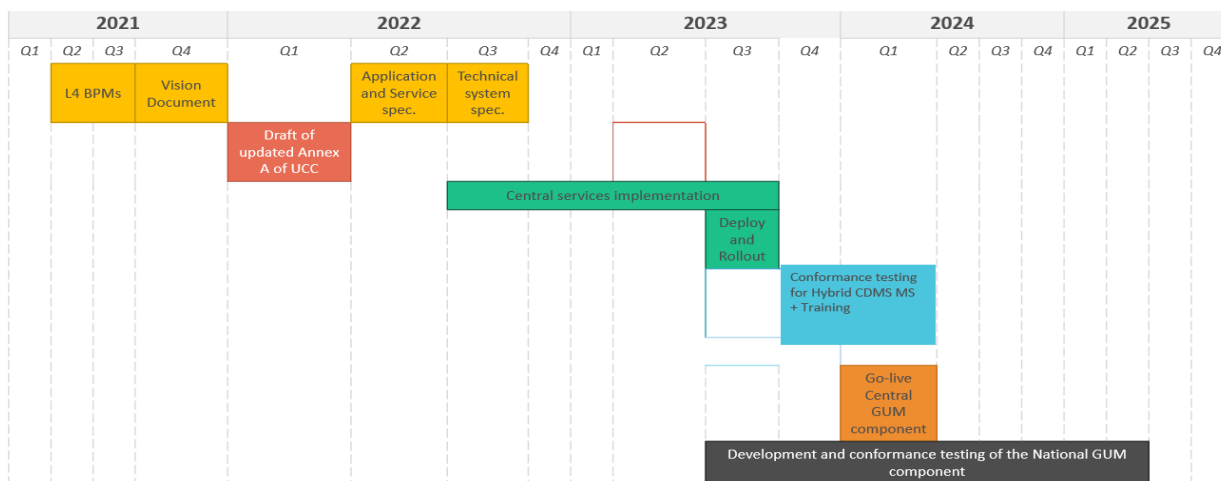 2021 2022 2023 2024 2025
Q1 Q2 Q3 Q4 Q1 Q2 Q3 Q4 Q1 Q2 Q3 Q4 Q1 Q2 Q3 Q4 Q1 Q2 Q3 Q4
L4 BPMs
Vision
Document
Application
and Service
spec.
Technical
system
spec.
Draft of
updated Annex
A of UCC
Central services implementation
Deploy
and
Rollout
Conformance testing
for Hybrid CDMS MS
+ Training
Go-live
Central
GUM
component
Development and conformance testing of the National GUM
component